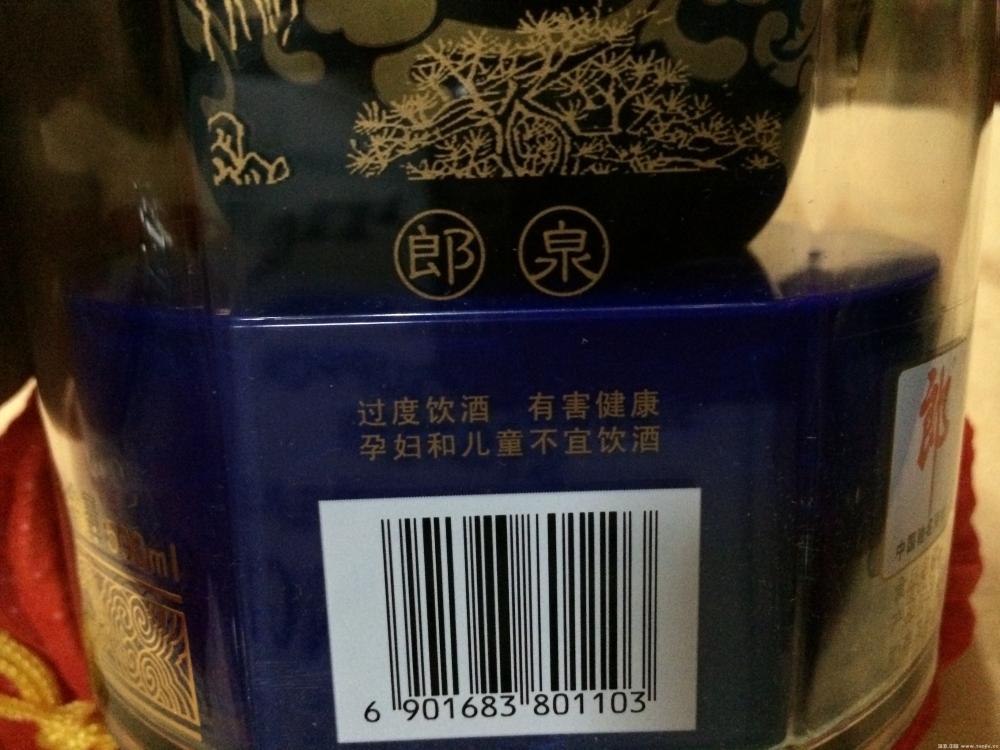 郎 泉
过度饮酒 有害健康
孕妇和儿童不宜饮酒
6 901683 801103
郎